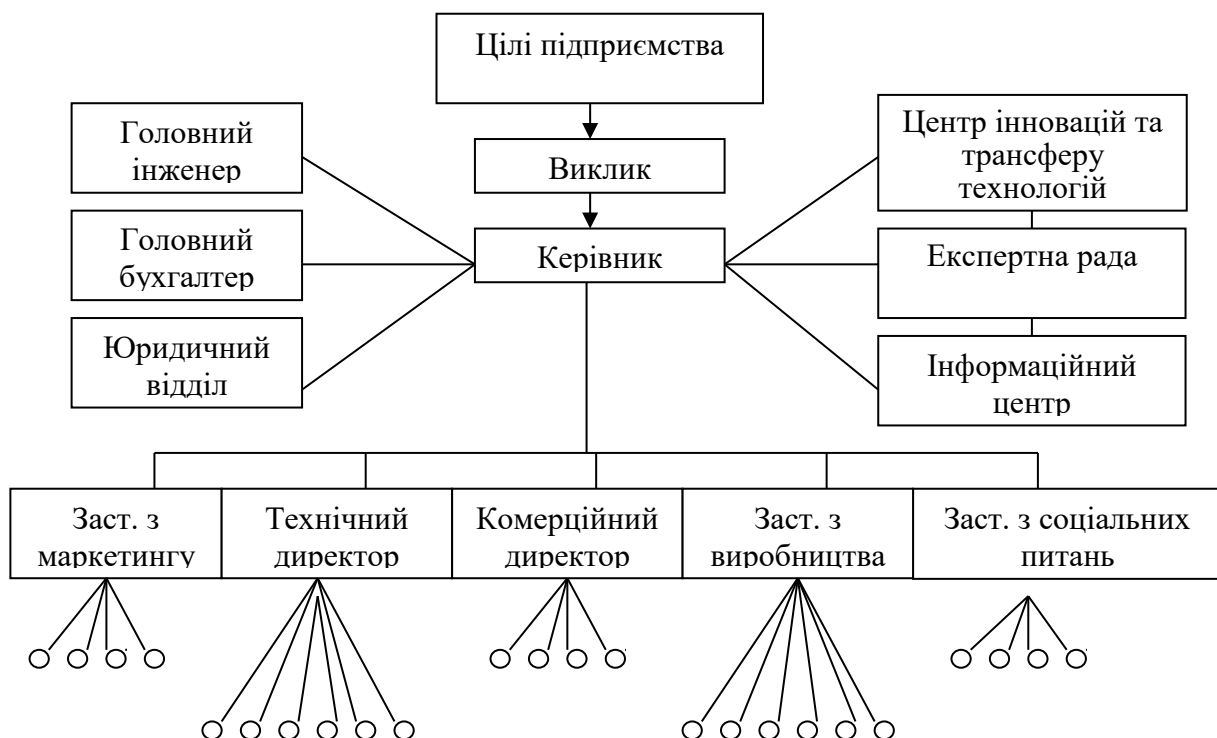 Цілі підприємства
Виклик
Керівник
Головний
інженер
Головний
бухгалтер
Юридичний
відділ
Центр інновацій та
трансферу
технологій
Експертна рада
Інформаційний
центр
Заст. з
маркетингу
Технічний
директор
Комерційний
директор
Заст. з
виробництва
Заст. з соціальних
питань